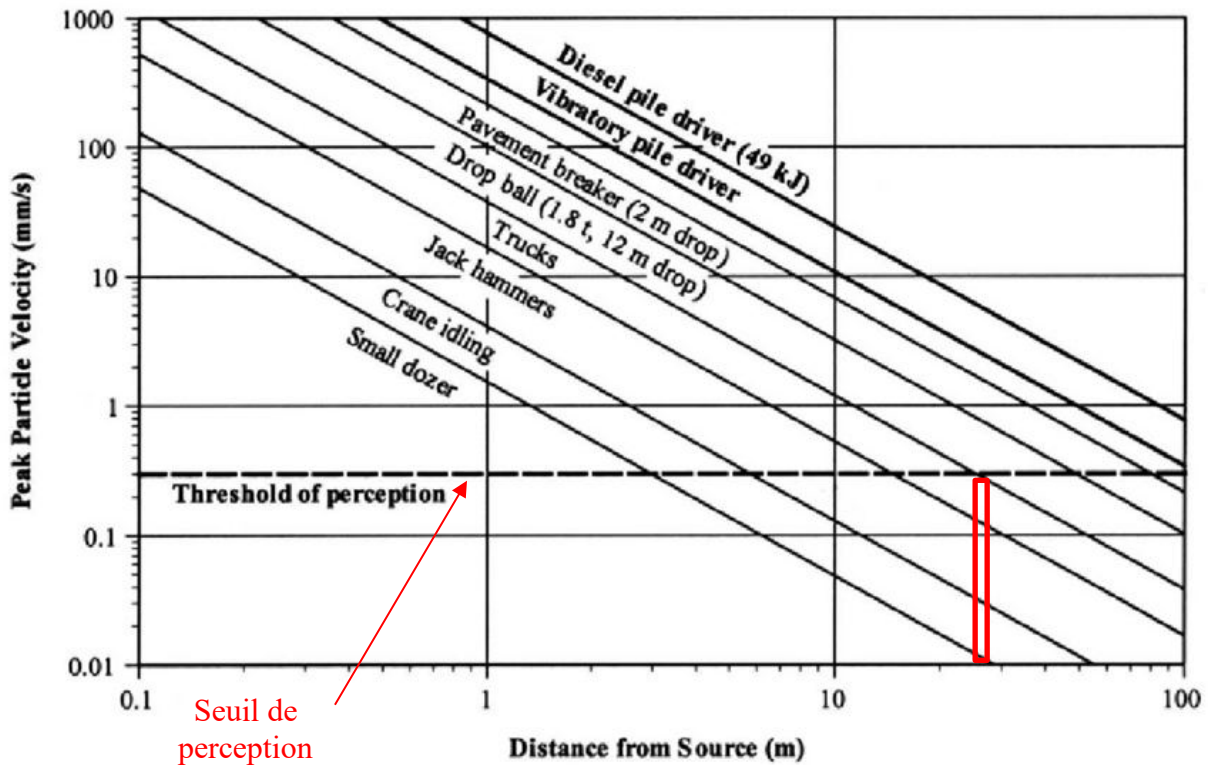 1000
100
10
1
0.1
0.01
Peak Particle Velocity (mm/s)
Diesel pile driver (49 kJ)
Vibratory pile driver
Pavement breaker (2 m drop)
Drop ball (1.8 t, 12 m drop)
Trucks
Jack hammers
Crane idling
Small dozer
Threshold of perception
0.1
1
10
100
Seuil de
perception
Distance from Source (m)